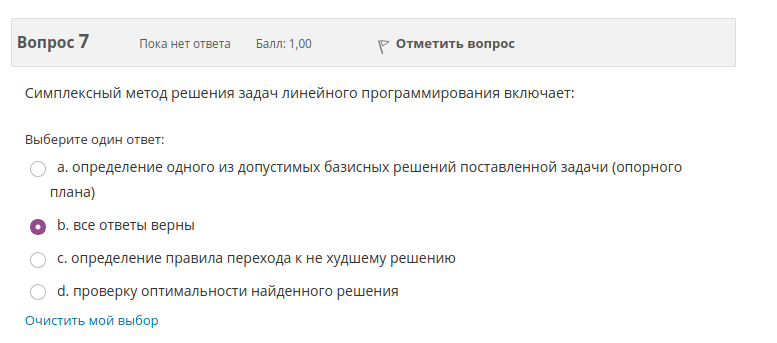 Вопрос 7 Пока нет ответа Балл: 1,00 Отметить вопрос
Симплексный метод решения задач линейного программирования включает:
Выберите один ответ:
a. определение одного из допустимых базисных решений поставленной задачи (опорного
плана)
b. все ответы верны
c. определение правила перехода к не худшему решению
d. проверку оптимальности найденного решения
Очистить мой выбор